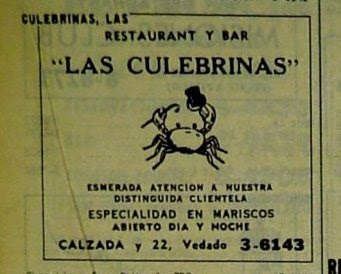 CULEBRINAS, LAS
RESTAURANT Y BAR
"LAS CULEBRINAS"
ESMERADA ATENCION A NUESTRA
DISTINGUIDA CLIENTELA
ESPECIALIDAD EN MARISCOS
ABIERTO DIA Y NOCHE
CALZADA y 22, Vedado 3-6143